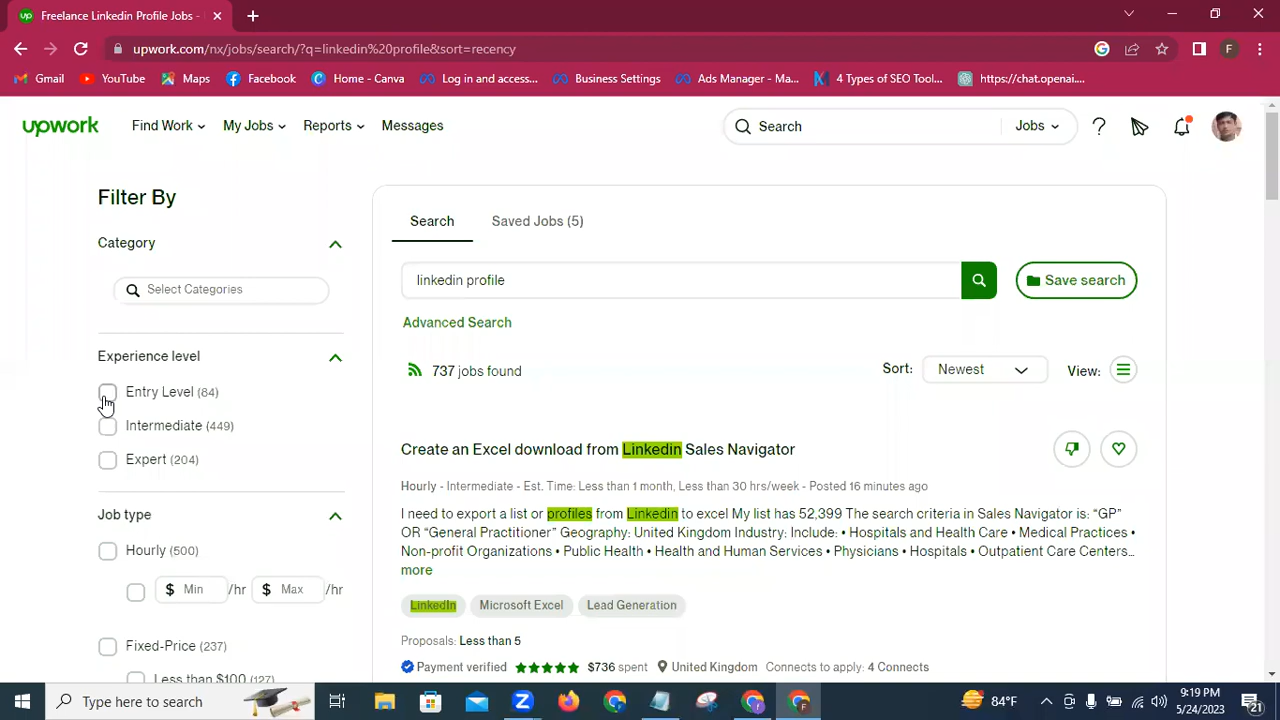 Freelance Linkedin Profile Jobs -
upwork.com/nx/jobs/search/?q=linkedin%20profile&sort=recency
F
Gmail YouTube Maps Facebook Home - Canva Log in and access... Business Settings Ads Manager - Ma... 4 Types of SEO Tool... https://chat.openai....
upwork Find Work My Jobs Reports Messages Search Jobs ?
Filter By
Category
Select Categories
Experience level
Entry Level (84)
Intermediate (449)
Expert (204)
Job type
Hourly (500)
$ Min /hr $ Max /hr
Fixed-Price (237)
Less than $100 (127)
Search Saved Jobs (5)
linkedin profile Save search
Advanced Search
737 jobs found Sort: Newest View:
Create an Excel download from Linkedin Sales Navigator
Hourly - Intermediate - Est. Time: Less than 1 month, Less than 30 hrs/week - Posted 16 minutes ago
I need to export a list or profiles from Linkedin to excel My list has 52,399 The search criteria in Sales Navigator is: “GP”
OR “General Practitioner” Geography: United Kingdom Industry: Include: • Hospitals and Health Care • Medical Practices •
Non-profit Organizations • Public Health • Health and Human Services • Physicians • Hospitals • Outpatient Care Centers...
more
LinkedIn Microsoft Excel Lead Generation
Proposals: Less than 5
Payment verified $736 spent United Kingdom Connects to apply: 4 Connects
Type here to search 84°F 9:19 PM
5/24/2023 21